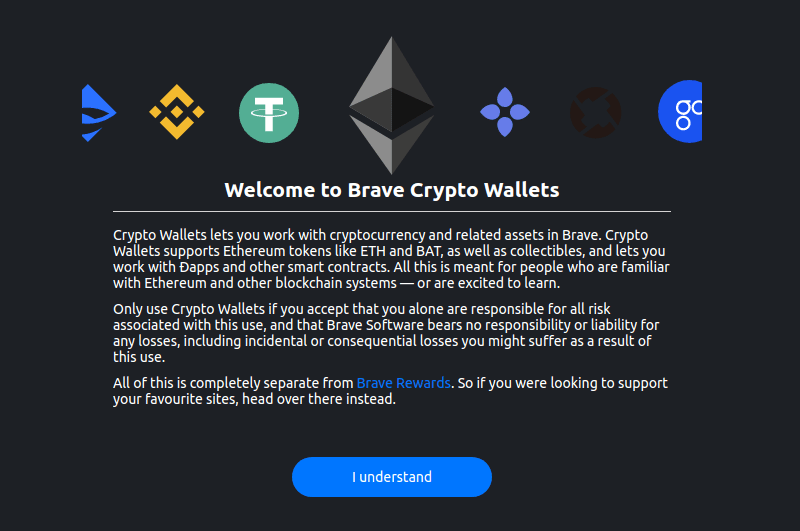 Welcome to Brave Crypto Wallets
Crypto Wallets lets you work with cryptocurrency and related assets in Brave. Crypto
Wallets supports Ethereum tokens like ETH and BAT, as well as collectibles, and lets you
work with Đapps and other smart contracts. All this is meant for people who are familiar
with Ethereum and other blockchain systems — or are excited to learn.
Only use Crypto Wallets if you accept that you alone are responsible for all risk
associated with this use, and that Brave Software bears no responsibility or liability for
any losses, including incidental or consequential losses you might suffer as a result of
this use.
All of this is completely separate from Brave Rewards. So if you were looking to support
your favourite sites, head over there instead.
I understand